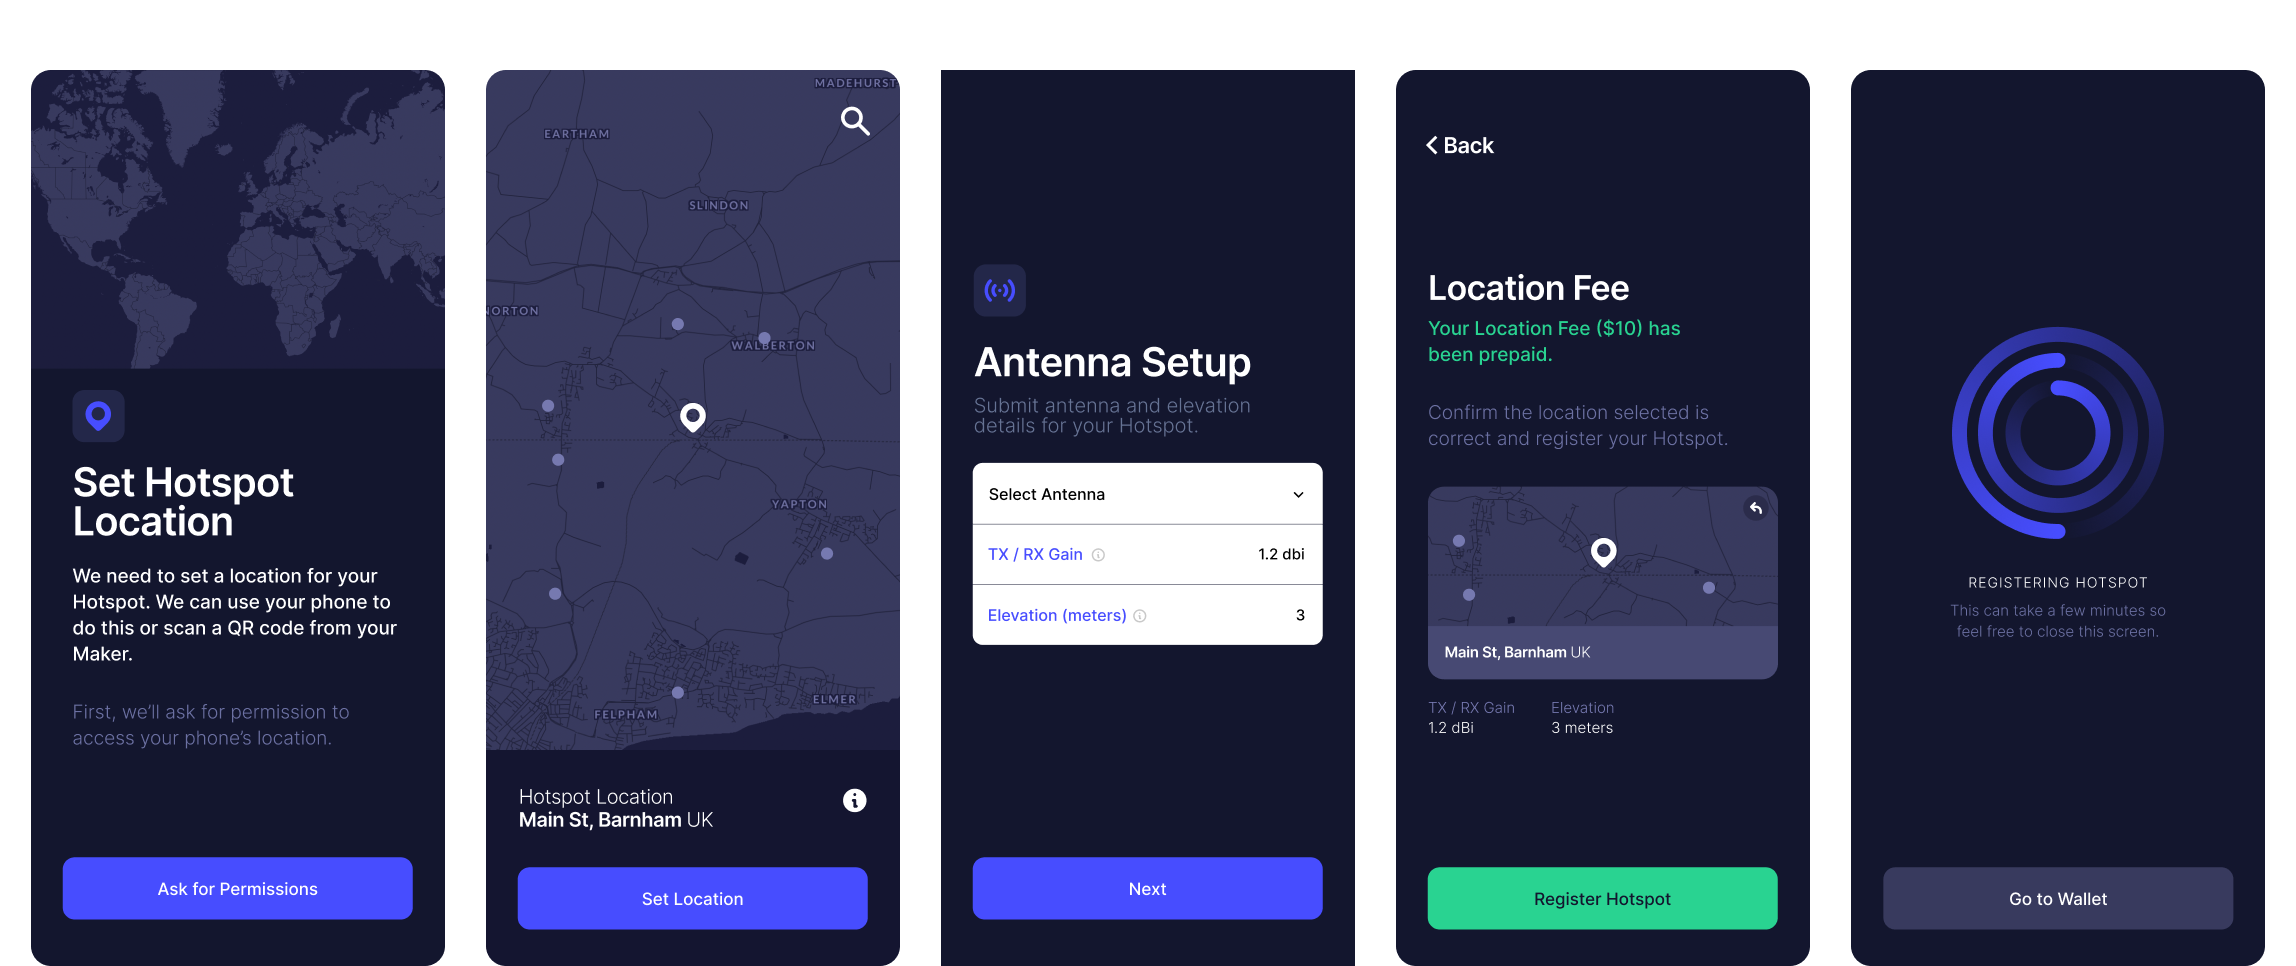 Set Hotspot
Location
We need to set a location for your
Hotspot. We can use your phone to
do this or scan a QR code from your
Maker.
First, we'll ask for permission to
access your phone's location.
Ask for Permissions
MADEHURST
EARTHAM
SLINDON
NORTON
WALBERTON
YAPTON
ELMER
FELPHAM
Hotspot Location
Main St, Barnham UK
Set Location
Antenna Setup
Submit antenna and elevation
details for your Hotspot.
Select Antenna
TX / RX Gain 1.2 dbi
Elevation (meters) 3
Next
Back
Location Fee
Your Location Fee ($10) has
been prepaid.
Confirm the location selected is
correct and register your Hotspot.
Main St, Barnham UK
TX / RX Gain Elevation
1.2 dBi 3 meters
Register Hotspot
REGISTERING HOTSPOT
This can take a few minutes so
feel free to close this screen.
Go to Wallet